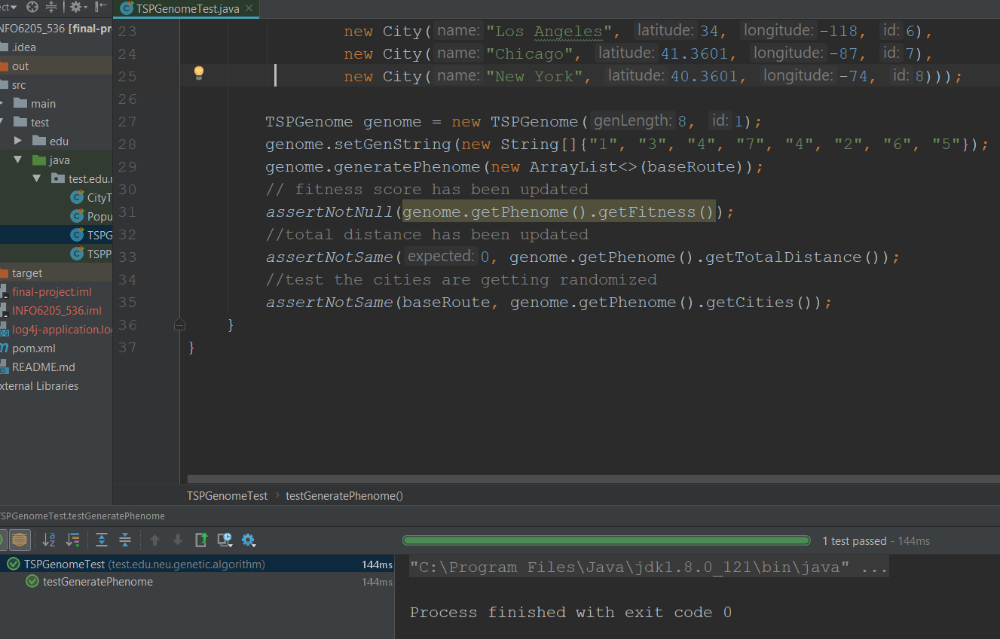 ect
TSPGenomeTest.java
NFO6205_536 [final-pr
.idea
out
src
main
test
edu
java
test.edu.n
CityT
Popu
TSPG
TSPP
target
final-project.iml
INFO6205_536.iml
log4j-application.lo
pom.xml
README.md
xternal Libraries
23 new City( name: "Los Angeles", latitude: 34, longitude: -118, id: 6),
24 new City( name: "Chicago", latitude: 41.3601, longitude: -87, id: 7),
25 new City( name: "New York", latitude: 40.3601, longitude: -74, id: 8)));
26
27 TSPGenome genome = new TSPGenome( genLength: 8, id: 1);
28 genome.setGenString(new String[]{"1", "3", "4", "7", "4", "2", "6", "5"});
29 genome.generatePhenome(new ArrayList<>(baseRoute));
30 // fitness score has been updated
31 assertNotNull(genome.getPhenome().getFitness());
32 //total distance has been updated
33 assertNotSame( expected: 0, genome.getPhenome().getTotalDistance());
34 //test the cities are getting randomized
35 assertNotSame(baseRoute, genome.getPhenome().getCities());
36 }
37 }
TSPGenomeTest › testGeneratePhenome()
SPGenomeTest.testGeneratePhenome
1 test passed - 144ms
TSPGenomeTest (test.edu.neu.genetic.algorithm) 144ms
testGeneratePhenome 144ms
"C:\Program Files\Java\jdk1.8.0_121\bin\java" ...
Process finished with exit code 0